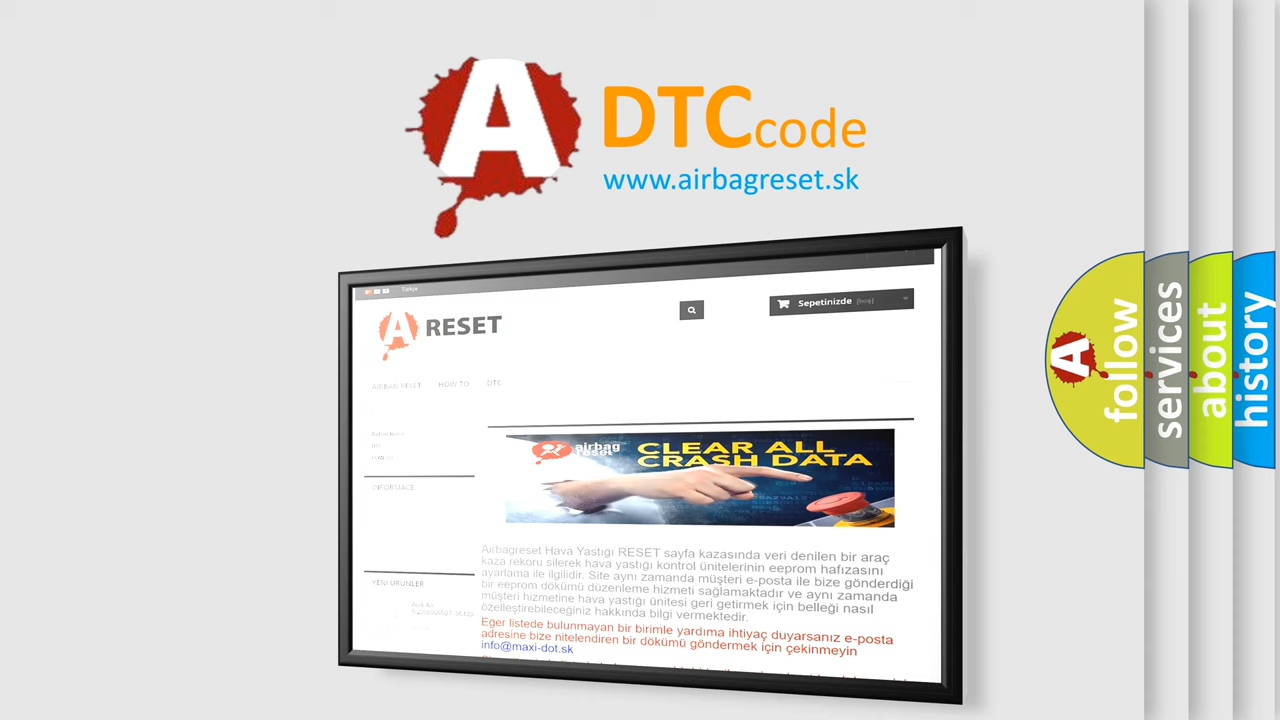 A DTCcode
www.airbagreset.sk
Türkçe
A RESET
Sepetinizde [boş]
AIRBAG RESET HOW TO DTC
INFORMACE
YENI ÜRÜNLER
airbag
reset
CLEAR ALL
CRASH DATA
Airbagreset Hava Yastığı RESET sayfa kazasında veri denilen bir araç
kaza rekoru silerek hava yastığı kontrol ünitelerinin eeprom hafızasını
ayarlama ile ilgilidir. Site aynı zamanda müşteri e-posta ile bize gönderdiği
bir eeprom dökümü düzenleme hizmeti sağlamaktadır ve aynı zamanda
müşteri hizmetine hava yastığı ünitesi geri getirmek için belleği nasıl
özelleştirebileceğiniz hakkında bilgi vermektedir.
Eger listede bulunmayan bir birimle yardıma ihtiyaç duyarsanız e-posta
adresine bize nitelendiren bir dökümü göndermek için çekinmeyin
info@maxi-dot.sk
A follow
services
about
history